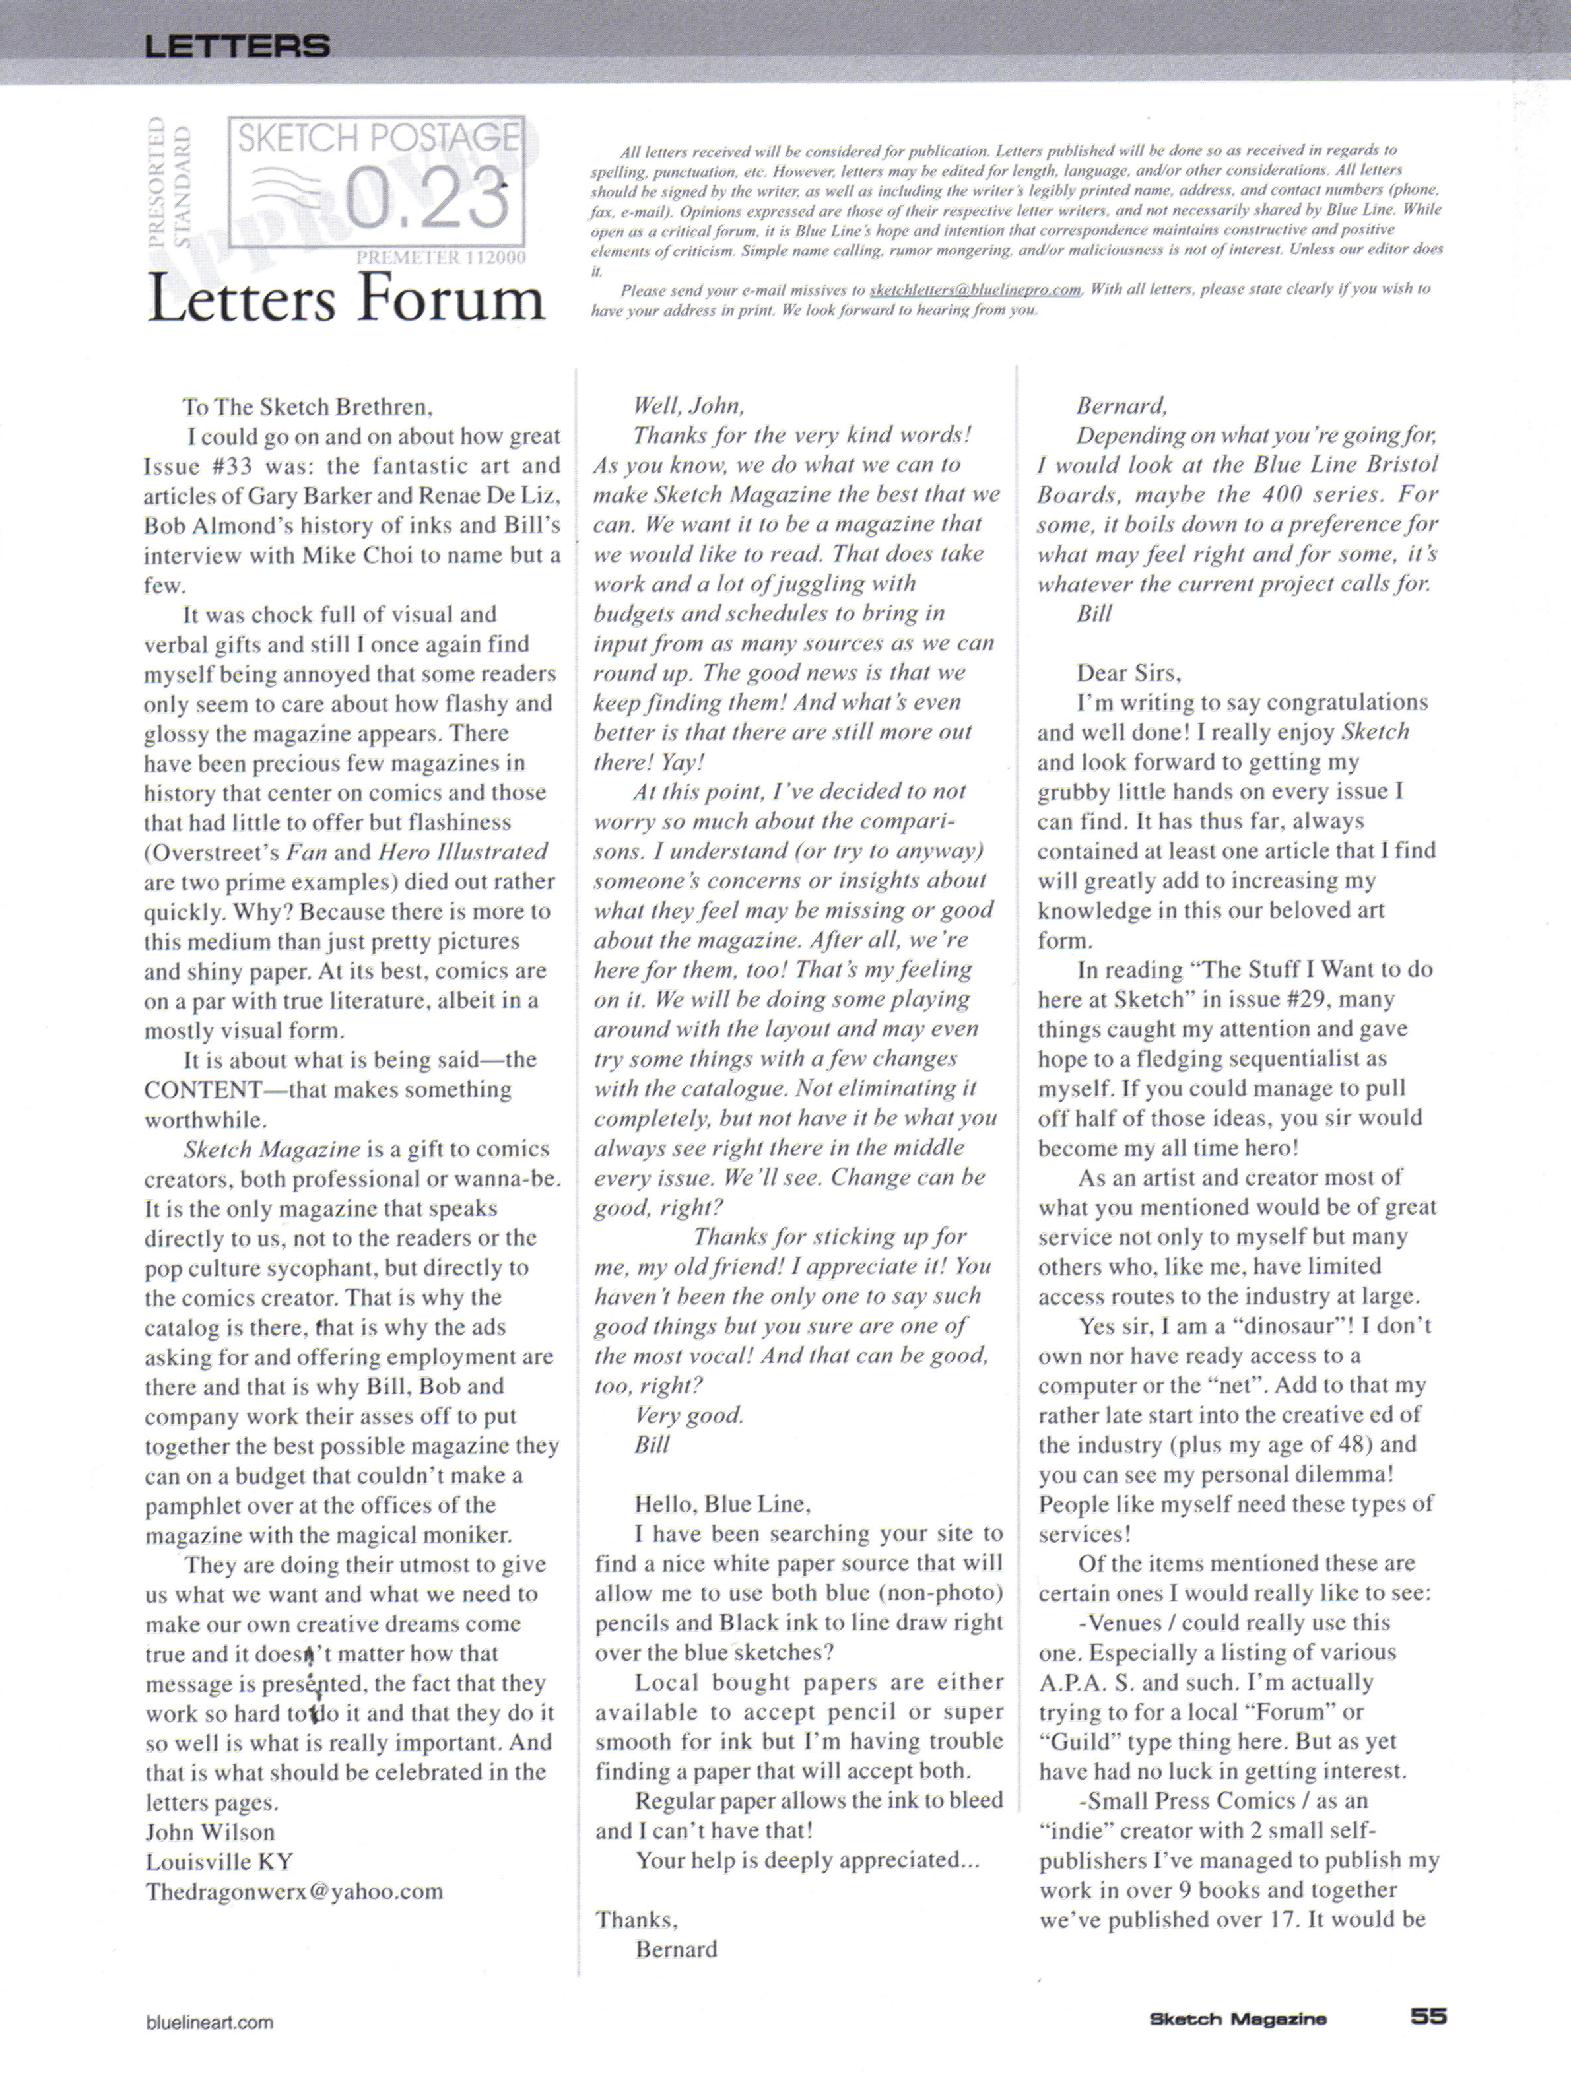 LETTERS
PRESORTED
STANDARD
SKETCH POSTAGE
0.23
APPROVED
PREMETER 112000
Letters Forum
All letters received will be considered for publication. Letters published will be done so as received in regards to
spelling, punctuation, etc. However, letters may be edited for length, language, and/or other considerations. All letters
should be signed by the writer, as well as including the writer's legibly printed name, address, and contact numbers (phone,
fax, e-mail). Opinions expressed are those of their respective letter writers, and not necessarily shared by Blue Line. While
open as a critical forum, it is Blue Line's hope and intention that correspondence maintains constructive and positive
elements of criticism. Simple name calling, rumor mongering, and/or maliciousness is not of interest. Unless our editor does
it.
Please send your e-mail missives to sketchletters@bluelinepro.com. With all letters, please state clearly if you wish to
have your address in print. We look forward to hearing from you.
To The Sketch Brethren,
I could go on and on about how great
Issue #33 was: the fantastic art and
articles of Gary Barker and Renae De Liz,
Bob Almond's history of inks and Bill's
interview with Mike Choi to name but a
few.
It was chock full of visual and
verbal gifts and still I once again find
myself being annoyed that some readers
only seem to care about how flashy and
glossy the magazine appears. There
have been precious few magazines in
history that center on comics and those
that had little to offer but flashiness
(Overstreet's Fan and Hero Illustrated
are two prime examples) died out rather
quickly. Why? Because there is more to
this medium than just pretty pictures
and shiny paper. At its best, comics are
on a par with true literature, albeit in a
mostly visual form.
It is about what is being said—the
CONTENT—that makes something
worthwhile.
Sketch Magazine is a gift to comics
creators, both professional or wanna-be.
It is the only magazine that speaks
directly to us, not to the readers or the
pop culture sycophant, but directly to
the comics creator. That is why the
catalog is there, that is why the ads
asking for and offering employment are
there and that is why Bill, Bob and
company work their asses off to put
together the best possible magazine they
can on a budget that couldn't make a
pamphlet over at the offices of the
magazine with the magical moniker.
They are doing their utmost to give
us what we want and what we need to
make our own creative dreams come
true and it doesn't matter how that
message is presented, the fact that they
work so hard to do it and that they do it
so well is what is really important. And
that is what should be celebrated in the
letters pages.
John Wilson
Louisville KY
Thedragonwerx@yahoo.com
Well, John,
Thanks for the very kind words!
As you know, we do what we can to
make Sketch Magazine the best that we
can. We want it to be a magazine that
we would like to read. That does take
work and a lot of juggling with
budgets and schedules to bring in
input from as many sources as we can
round up. The good news is that we
keep finding them! And what's even
better is that there are still more out
there! Yay!
At this point, I've decided to not
worry so much about the compari-
sons. I understand (or try to anyway)
someone's concerns or insights about
what they feel may be missing or good
about the magazine. After all, we're
here for them, too! That's my feeling
on it. We will be doing some playing
around with the layout and may even
try some things with a few changes
with the catalogue. Not eliminating it
completely, but not have it be what you
always see right there in the middle
every issue. We'll see. Change can be
good, right?
Thanks for sticking up for
me, my old friend! I appreciate it! You
haven't been the only one to say such
good things but you sure are one of
the most vocal! And that can be good,
too, right?
Very good.
Bill
Hello, Blue Line,
I have been searching your site to
find a nice white paper source that will
allow me to use both blue (non-photo)
pencils and Black ink to line draw right
over the blue sketches?
Local bought papers are either
available to accept pencil or super
smooth for ink but I'm having trouble
finding a paper that will accept both.
Regular paper allows the ink to bleed
and I can't have that!
Your help is deeply appreciated...
Thanks,
Bernard
Bernard,
Depending on what you're going for,
I would look at the Blue Line Bristol
Boards, maybe the 400 series. For
some, it boils down to a preference for
what may feel right and for some, it's
whatever the current project calls for.
Bill
Dear Sirs,
I'm writing to say congratulations
and well done! I really enjoy Sketch
and look forward to getting my
grubby little hands on every issue I
can find. It has thus far, always
contained at least one article that I find
will greatly add to increasing my
knowledge in this our beloved art
form.
In reading “The Stuff I Want to do
here at Sketch” in issue #29, many
things caught my attention and gave
hope to a fledging sequentialist as
myself. If you could manage to pull
off half of those ideas, you sir would
become my all time hero!
As an artist and creator most of
what you mentioned would be of great
service not only to myself but many
others who, like me, have limited
access routes to the industry at large.
Yes sir, I am a “dinosaur”! I don't
own nor have ready access to a
computer or the “net”. Add to that my
rather late start into the creative ed of
the industry (plus my age of 48) and
you can see my personal dilemma!
People like myself need these types of
services!
Of the items mentioned these are
certain ones I would really like to see:
-Venues / could really use this
one. Especially a listing of various
A.P.A. S. and such. I'm actually
trying to for a local “Forum” or
“Guild” type thing here. But as yet
have had no luck in getting interest.
-Small Press Comics / as an
“indie” creator with 2 small self-
publishers I've managed to publish my
work in over 9 books and together
we've published over 17. It would be
bluelineart.com
Sketch Magazine 55